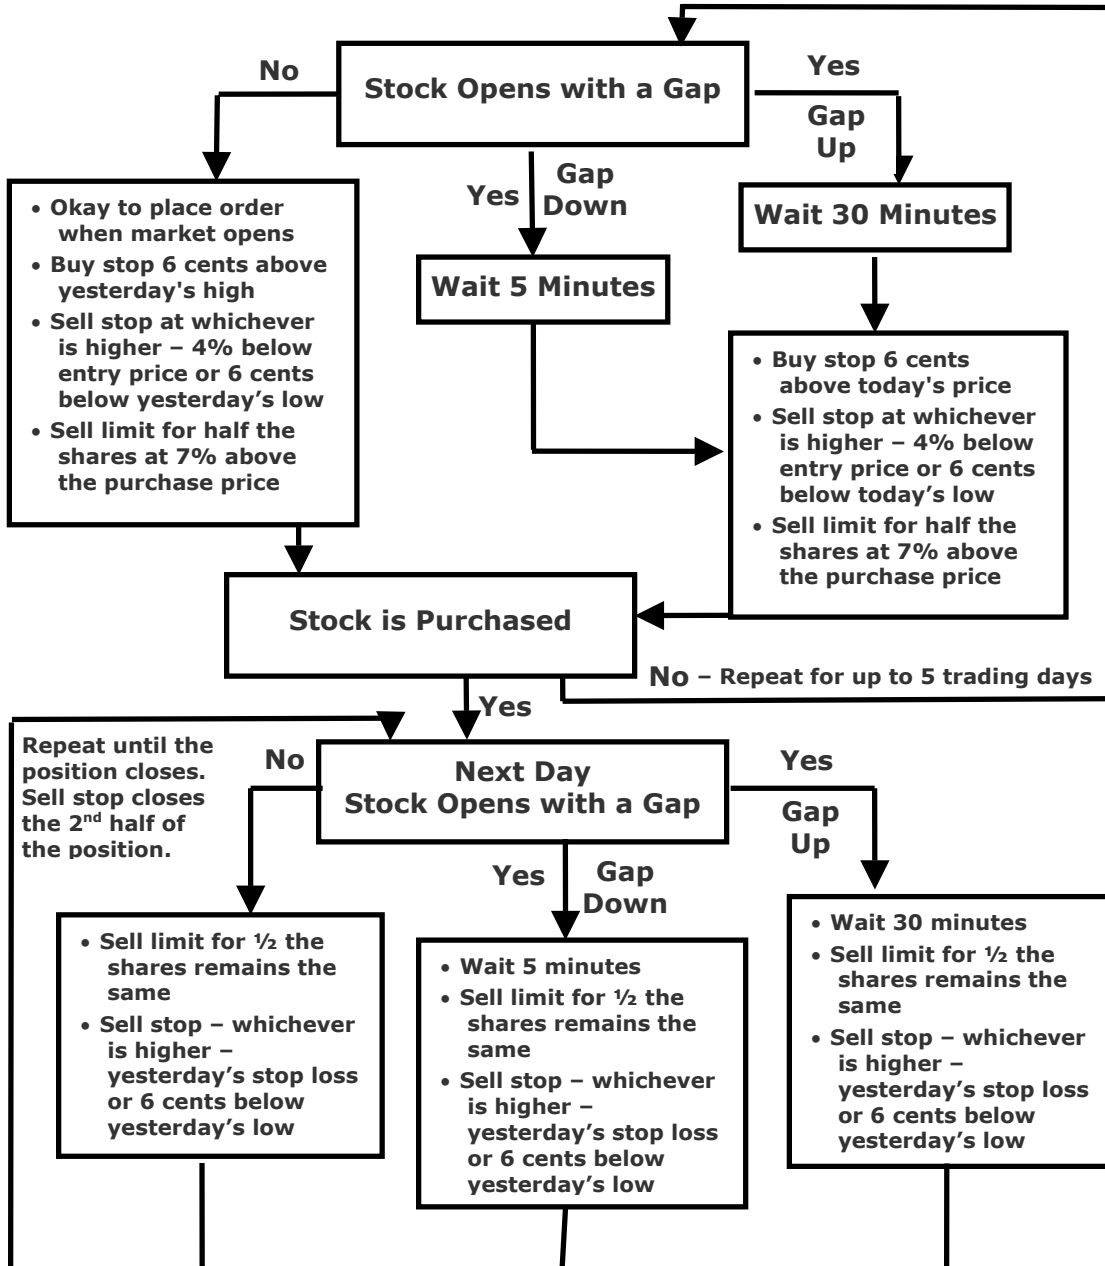 No
Stock Opens with a Gap
Yes
Gap
Up
Yes
Gap
Down
• Okay to place order
when market opens
• Buy stop 6 cents above
yesterday's high
• Sell stop at whichever
is higher – 4% below
entry price or 6 cents
below yesterday’s low
• Sell limit for half the
shares at 7% above
the purchase price
Wait 5 Minutes
Wait 30 Minutes
• Buy stop 6 cents
above today's price
• Sell stop at whichever
is higher – 4% below
entry price or 6 cents
below today’s low
• Sell limit for half the
shares at 7% above
the purchase price
Stock is Purchased
No – Repeat for up to 5 trading days
Yes
Repeat until the
position closes.
Sell stop closes
the 2nd half of
the position.
No
Next Day
Stock Opens with a Gap
Yes
Gap
Up
Yes
Gap
Down
• Sell limit for ½ the
shares remains the
same
• Sell stop – whichever
is higher –
yesterday’s stop loss
or 6 cents below
yesterday’s low
• Wait 5 minutes
• Sell limit for ½ the
shares remains the
same
• Sell stop – whichever
is higher –
yesterday’s stop loss
or 6 cents below
yesterday’s low
• Wait 30 minutes
• Sell limit for ½ the
shares remains the
same
• Sell stop – whichever
is higher –
yesterday’s stop loss
or 6 cents below
yesterday’s low